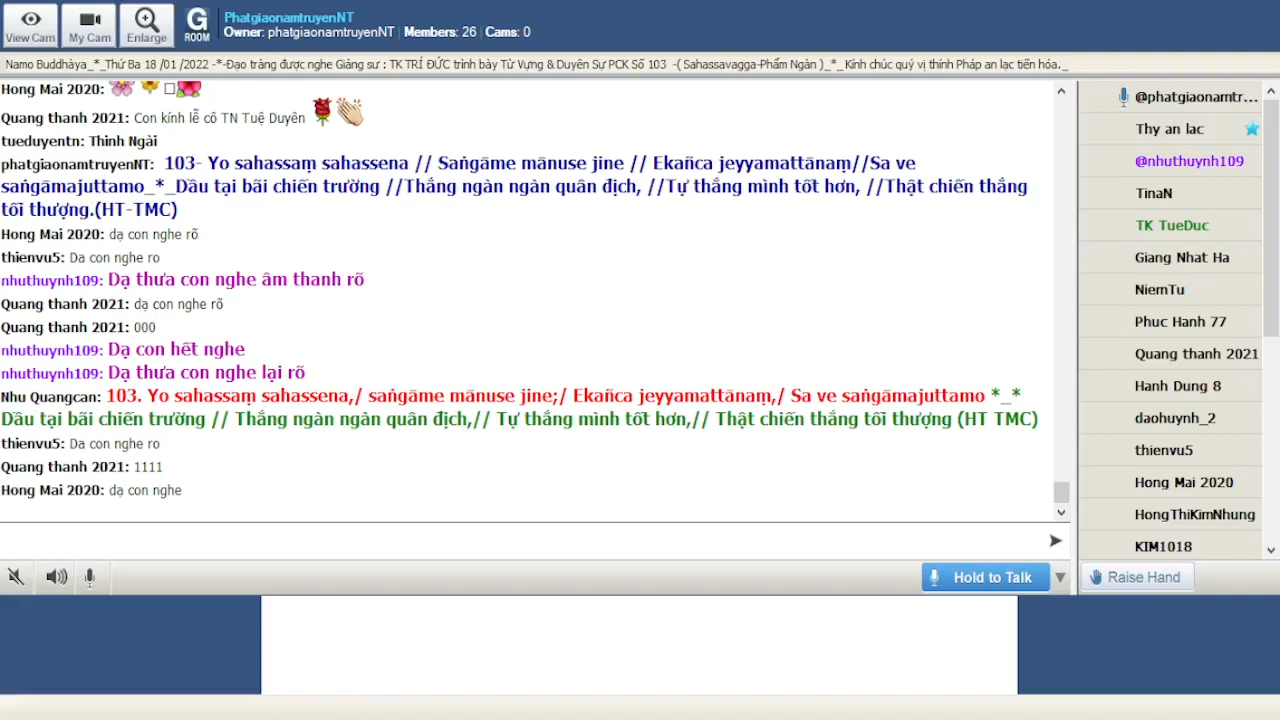 View Cam
My Cam
Enlarge
G
ROOM
PhatgiaonamtruyenNT
Owner: phatgiaonamtruyenNT | Members: 26 | Cams: 0
Namo Buddhàya_*_Thứ Ba 18 /01 /2022 -*-Đạo tràng được nghe Giảng sư : TK TRÍ ĐỨC trình bày Từ Vựng & Duyên Sự PCK Số 103 -( Sahassavagga-Phẩm Ngàn )_*_Kính chúc quý vị thính Pháp an lạc tiến hóa._
Hong Mai 2020:
Quang thanh 2021: Con kính lễ cô TN Tuệ Duyên
tueduyentn: Thinh Ngài
phatgiaonamtruyenNT: 103- Yo sahassaṃ sahassena // Saṅgāme mānuse jine // Ekañca jeyyamattānaṃ//Sa ve
saṅgāmajuttamo_*_Dầu tại bãi chiến trường //Thắng ngàn ngàn quân địch, //Tự thắng mình tốt hơn, //Thật chiến thắng
tối thượng.(HT-TMC)
Hong Mai 2020: dạ con nghe rõ
thienvu5: Da con nghe ro
nhuthuynh109: Dạ thưa con nghe âm thanh rõ
Quang thanh 2021: dạ con nghe rõ
Quang thanh 2021: 000
nhuthuynh109: Dạ con hết nghe
nhuthuynh109: Dạ thưa con nghe lại rõ
Nhu Quangcan: 103. Yo sahassaṃ sahassena,/ saṅgāme mānuse jine;/ Ekañca jeyyamattānaṃ,/ Sa ve saṅgāmajuttamo *_*
Dầu tại bãi chiến trường // Thắng ngàn ngàn quân địch,// Tự thắng mình tốt hơn,// Thật chiến thắng tối thượng (HT TMC)
thienvu5: Da con nghe ro
Quang thanh 2021: 1111
Hong Mai 2020: dạ con nghe
@phatgiaonamtr...
Thy an lac
@nhuthuynh109
TinaN
TK TueDuc
Giang Nhat Ha
NiemTu
Phuc Hanh 77
Quang thanh 2021
Hanh Dung 8
daohuynh_2
thienvu5
Hong Mai 2020
HongThiKimNhung
KIM1018
Hold to Talk
Raise Hand